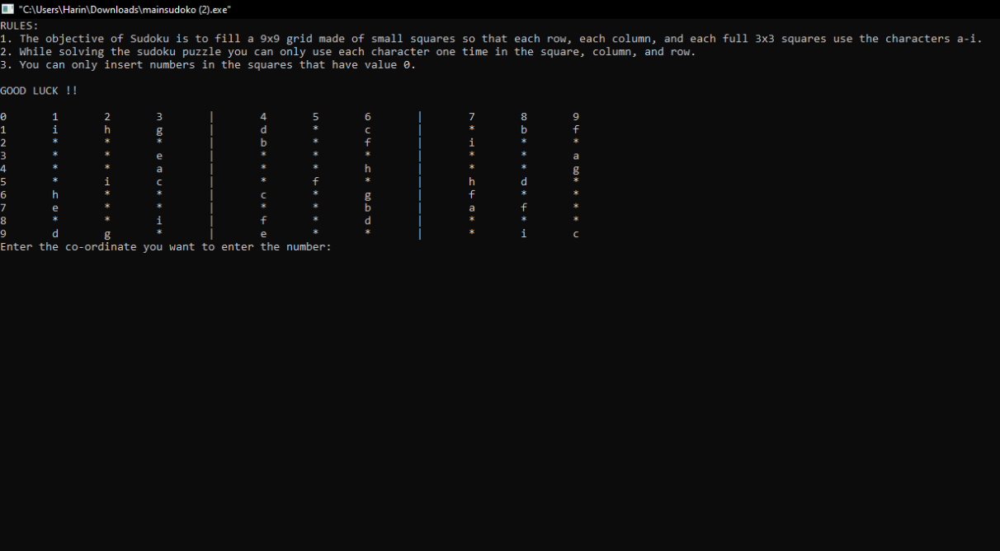 "C:\Users\Harin\Downloads\mainsudoko (2).exe"
RULES:
1. The objective of Sudoku is to fill a 9x9 grid made of small squares so that each row, each column, and each full 3x3 squares use the characters a-i.
2. While solving the sudoku puzzle you can only use each character one time in the square, column, and row.
3. You can only insert numbers in the squares that have value 0.
GOOD LUCK !!
0 1 2 3 | 4 5 6 | 7 8 9
1 i h g | d * c | * b f
2 * * * | b * f | i * *
3 * * e | * * * | * * a
4 * * a | * * h | * * g
5 * i c | * f * | h d *
6 h * * | c * g | f * *
7 e * * | * * b | a f *
8 * * i | f * d | * * *
9 d g * | e * * | * i c
Enter the co-ordinate you want to enter the number: